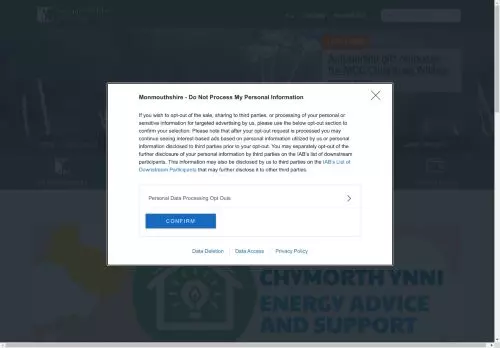 Monmouthshire - Do Not Process My Personal Information
If you wish to opt-out of the sale, sharing to third parties, or processing of your personal or
sensitive information for targeted advertising by us, please use the below opt-out section to
confirm your selection. Please note that after your opt-out request is processed you may
continue seeing interest-based ads based on personal information utilized by us or personal
information disclosed to third parties prior to your opt-out. You may separately opt-out of the
further disclosure of your personal information by third parties on the IAB's list of downstream
participants. This information may also be disclosed by us to third parties on the IAB's List of
Downstream Participants that may further disclose it to other third parties.
Personal Data Processing Opt Outs
CONFIRM
Data Deletion Data Access Privacy Policy
CHYMORTH YNNI
ENERGY ADVICE
AND SUPPORT